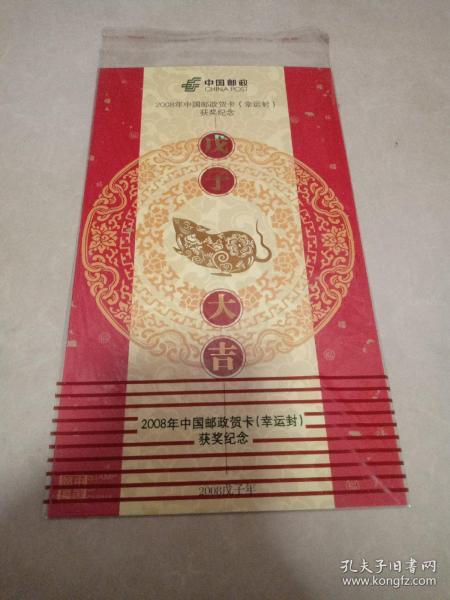 中国邮政
CHINA POST
2008年中国邮政贺卡(幸运封)
获奖纪念
戊
子
大
吉
2008年中国邮政贺卡(幸运封)
获奖纪念
2008戊子年
孔夫子旧书网
www.kongfz.com